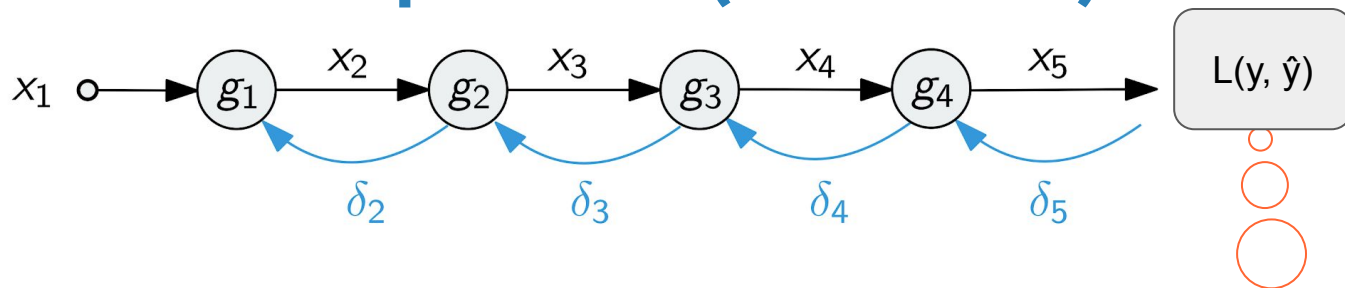 x₁ g₁ x₂ g₂ x₃ g₃ x₄ g₄ x₅ L(y, ŷ)
δ₂ δ₃ δ₄ δ₅